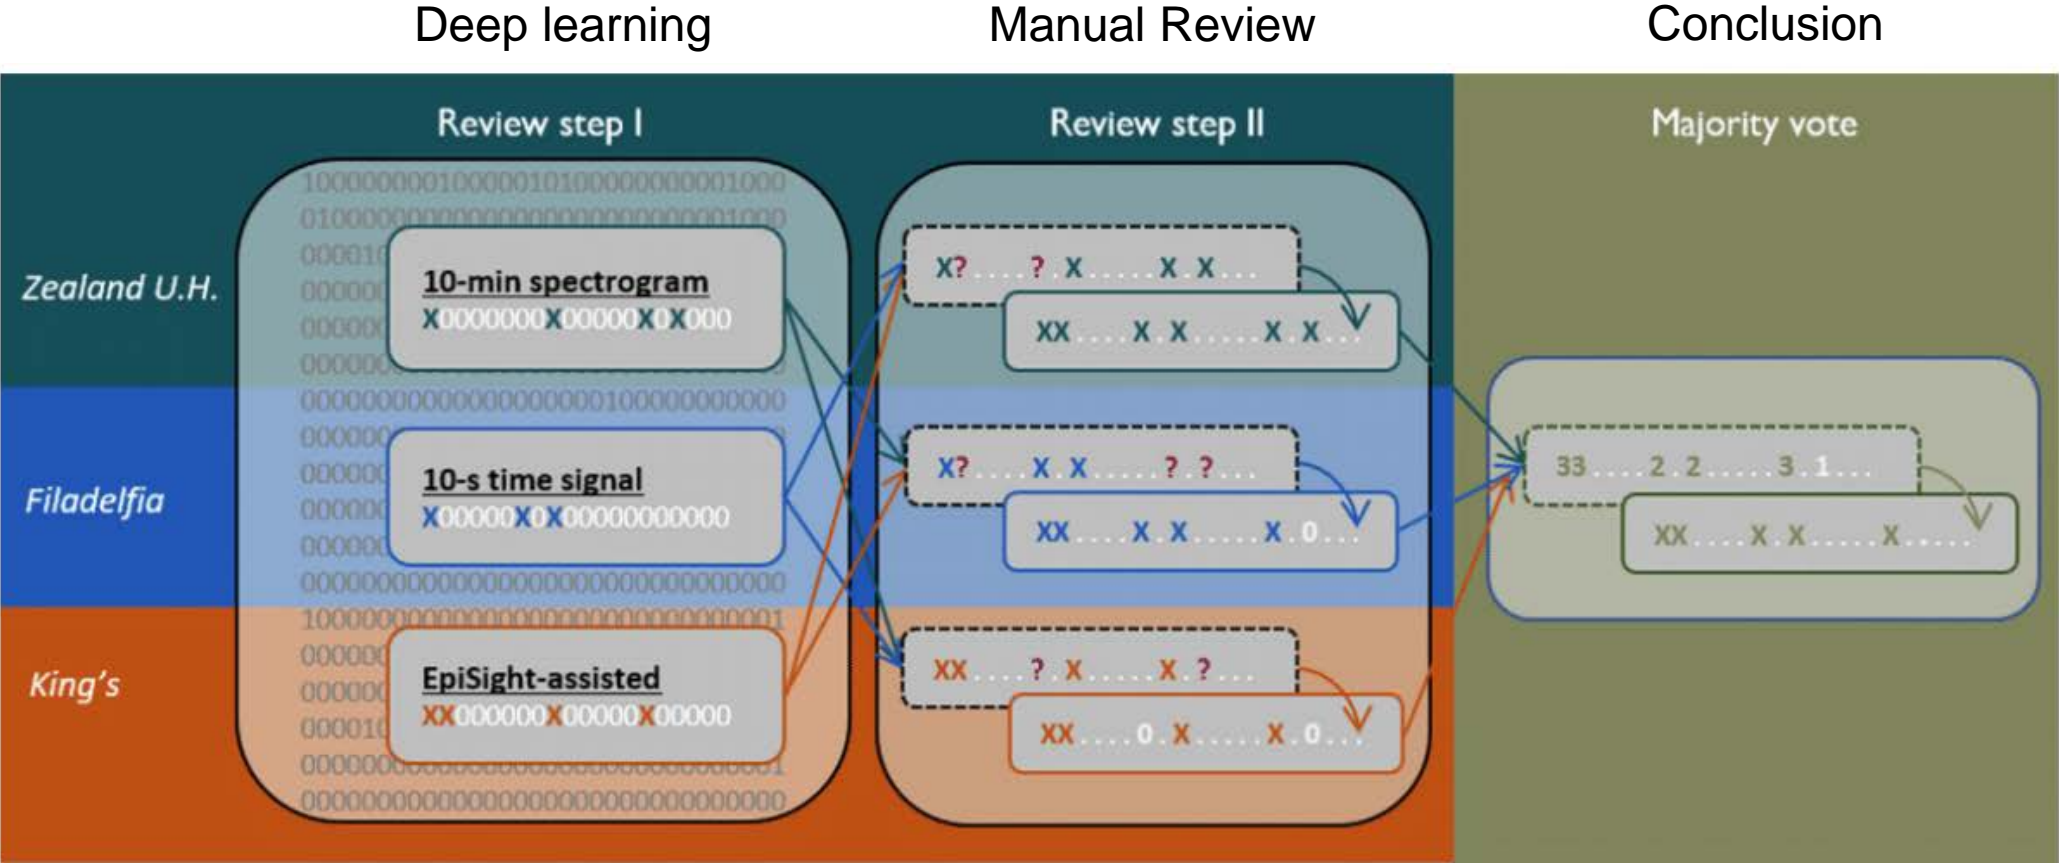 Deep learning
Manual Review
Conclusion
Review step I
Review step II
Majority vote
Zealand U.H.
10-min spectrogram
X0000000X00000X0X000
X?....?.X.....X.X...
XX....X.X.....X.X...
Filadelfia
10-s time signal
X00000X0X00000000000
X?....X.X.....?.?...
XX....X.X.....X.0...
33....2.2.....3.1...
XX....X.X.....X.....
King's
EpiSight-assisted
XX000000X00000X00000
XX....?.X.....X.?...
XX....0.X.....X.0...